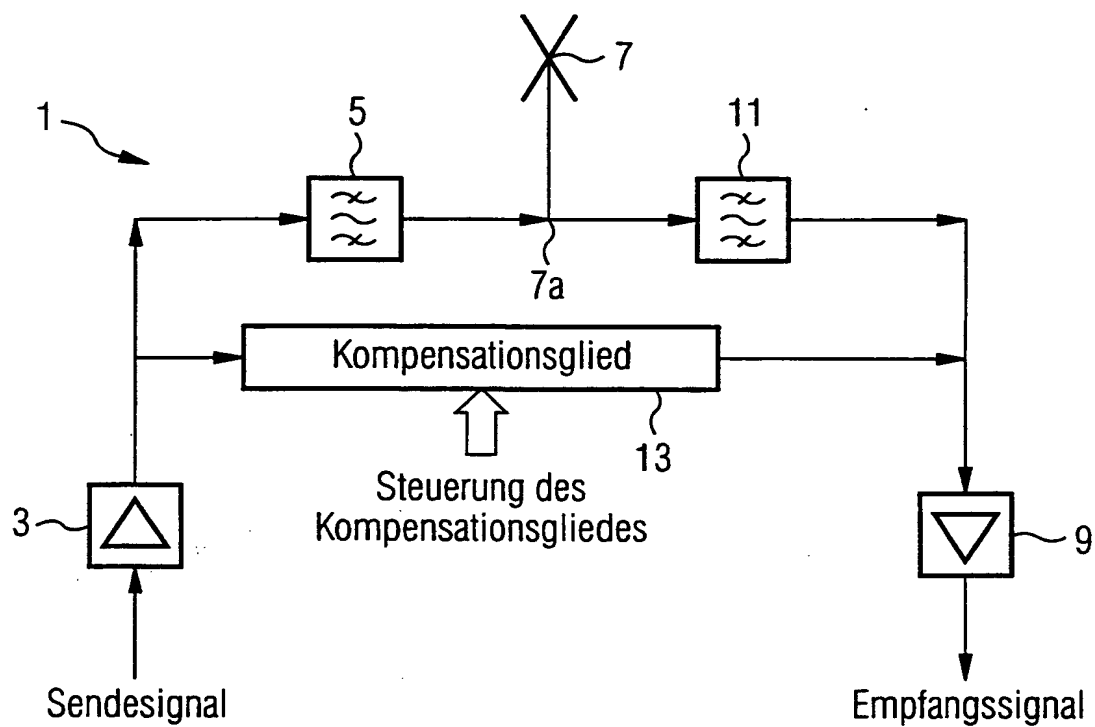 7
1
5
11
7a
Kompensationsglied
13
Steuerung des
Kompensationsgliedes
3
9
Sendesignal
Empfangssignal